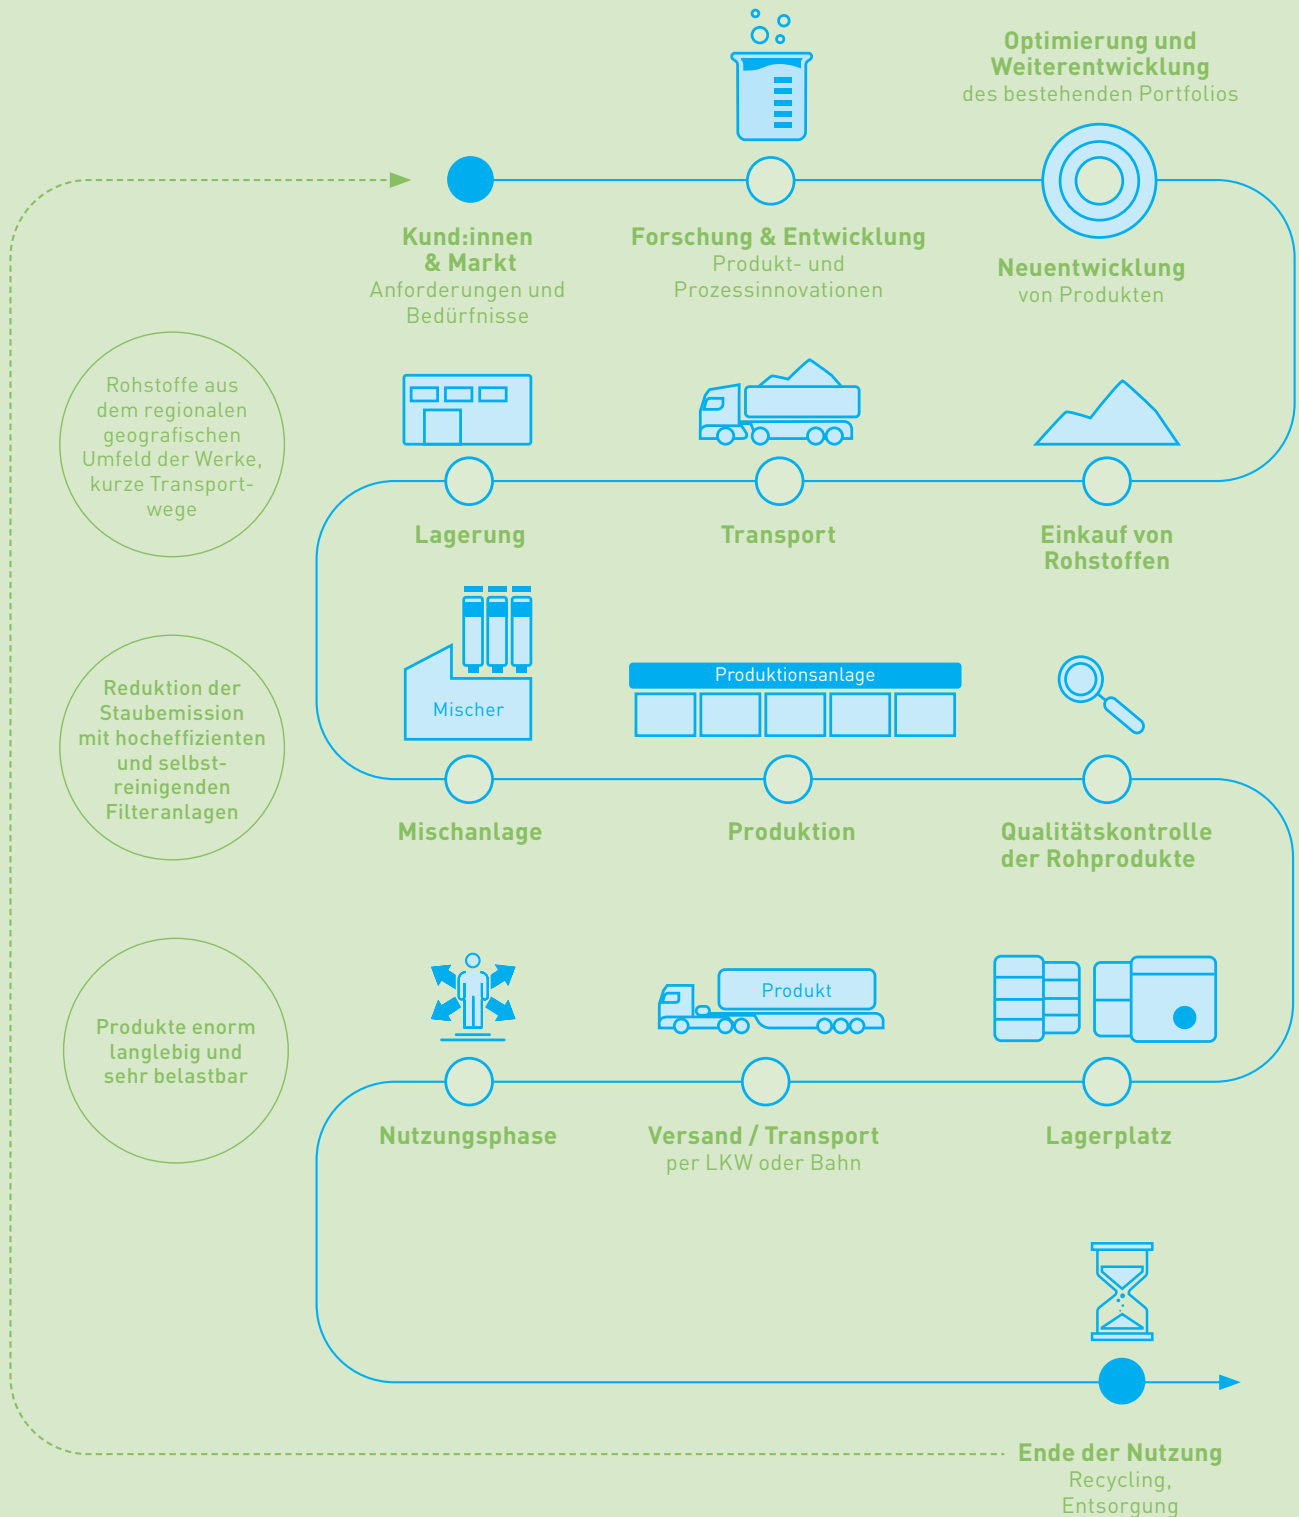 Optimierung und
Weiterentwicklung
des bestehenden Portfolios
Kund:innen
& Markt
Anforderungen und
Bedürfnisse
Forschung & Entwicklung
Produkt- und
Prozessinnovationen
Neuentwicklung
von Produkten
Rohstoffe aus
dem regionalen
geografischen
Umfeld der Werke,
kurze Transport-
wege
Lagerung
Transport
Einkauf von
Rohstoffen
Reduktion der
Staubemission
mit hocheffizienten
und selbst-
reinigenden
Filteranlagen
Mischer
Produktionsanlage
Mischanlage
Produktion
Qualitätskontrolle
der Rohprodukte
Produkte enorm
langlebig und
sehr belastbar
Produkt
Nutzungsphase
Versand / Transport
per LKW oder Bahn
Lagerplatz
Ende der Nutzung
Recycling,
Entsorgung